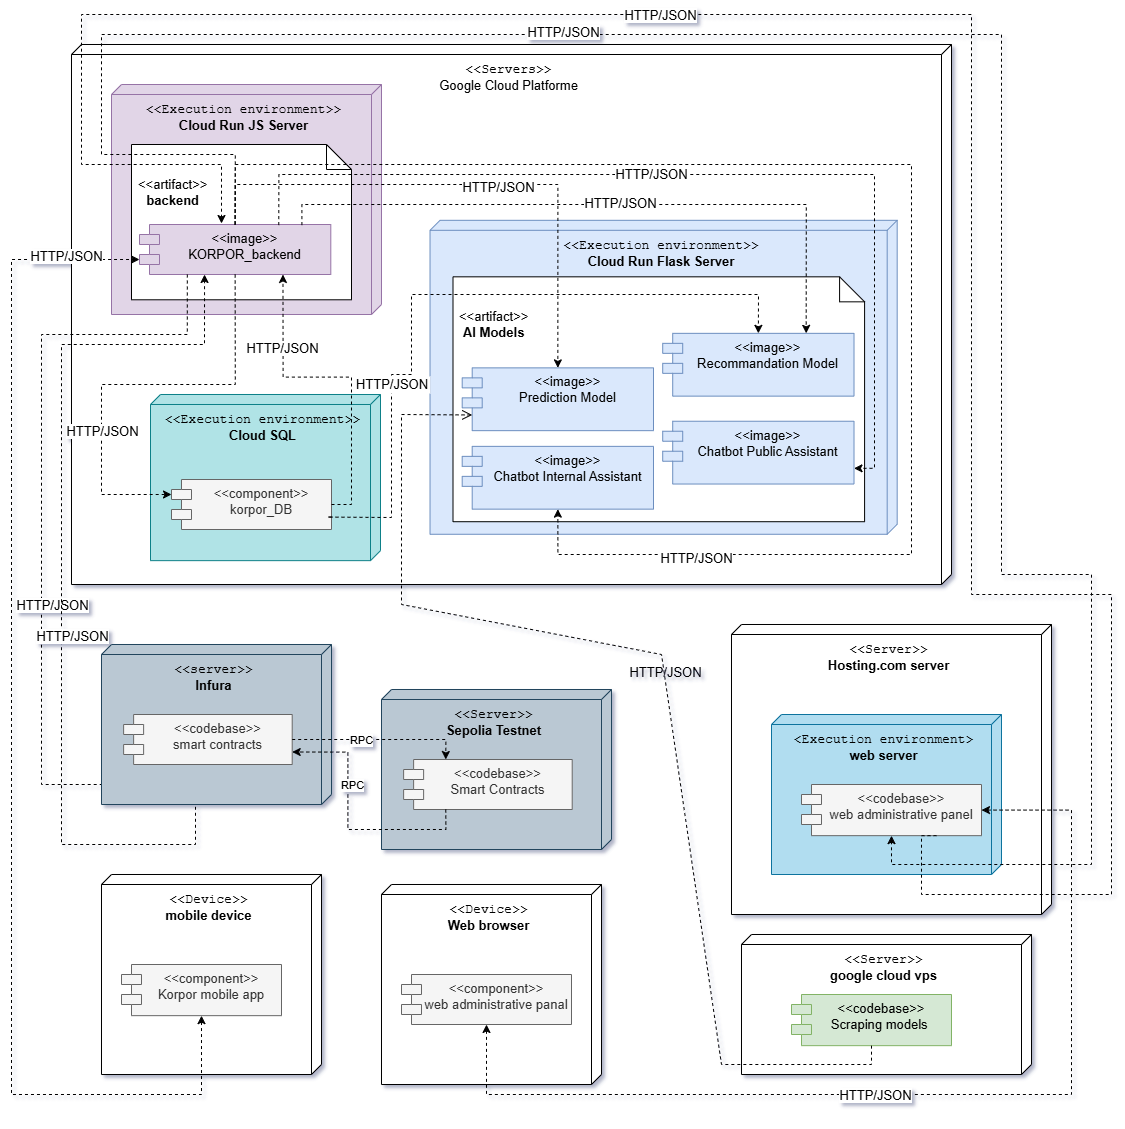 HTTP/JSON
HTTP/JSON
<<Servers>>
Google Cloud Platforme
<<Execution environment>>
Cloud Run JS Server
<<artifact>>
backend
<<image>>
KORPOR_backend
HTTP/JSON
HTTP/JSON
HTTP/JSON
HTTP/JSON
<<Execution environment>>
Cloud Run Flask Server
<<artifact>>
AI Models
<<image>>
Recommandation Model
<<image>>
Prediction Model
<<image>>
Chatbot Public Assistant
<<image>>
Chatbot Internal Assistant
HTTP/JSON
HTTP/JSON
HTTP/JSON
HTTP/JSON
<<Execution environment>>
Cloud SQL
<<component>>
korpor_DB
HTTP/JSON
HTTP/JSON
HTTP/JSON
<<server>>
Infura
<<codebase>>
smart contracts
RPC
RPC
<<Server>>
Sepolia Testnet
<<codebase>>
Smart Contracts
<<Server>>
Hosting.com server
<Execution environment>
web server
<<codebase>>
web administrative panel
<<Device>>
mobile device
<<component>>
Korpor mobile app
<<Device>>
Web browser
<<component>>
web administrative panal
<<Server>>
google cloud vps
<<codebase>>
Scraping models
HTTP/JSON